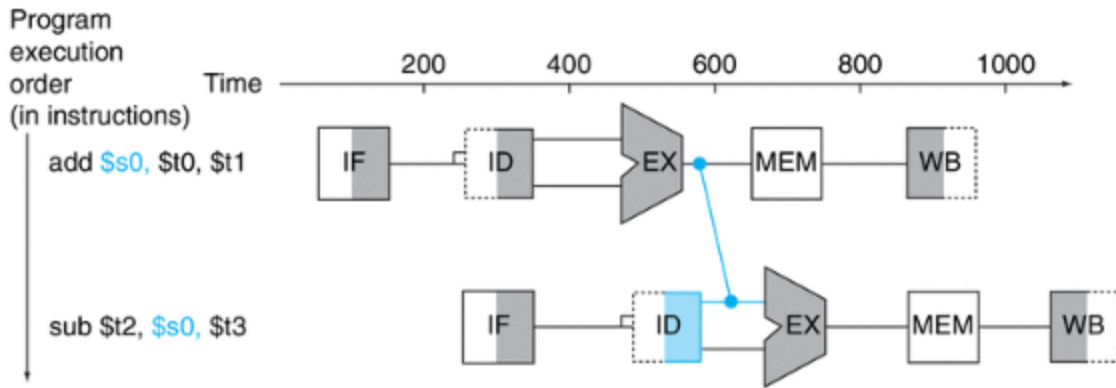 Program
execution
order
(in instructions)
Time
200 400 600 800 1000
add $s0, $t0, $t1
IF ID EX MEM WB
sub $t2, $s0, $t3
IF ID EX MEM WB